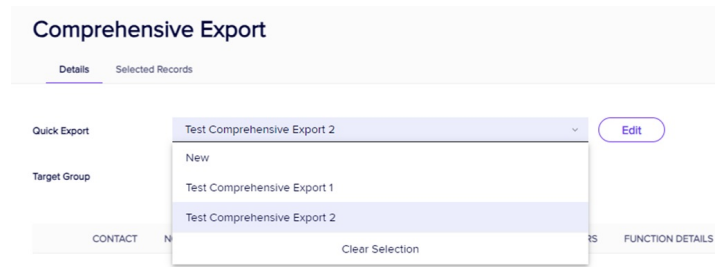 Comprehensive Export
Details Selected Records
Quick Export Test Comprehensive Export 2 Edit
New
Target Group
Test Comprehensive Export 1
Test Comprehensive Export 2
CONTACT FUNCTION DETAILS
Clear Selection